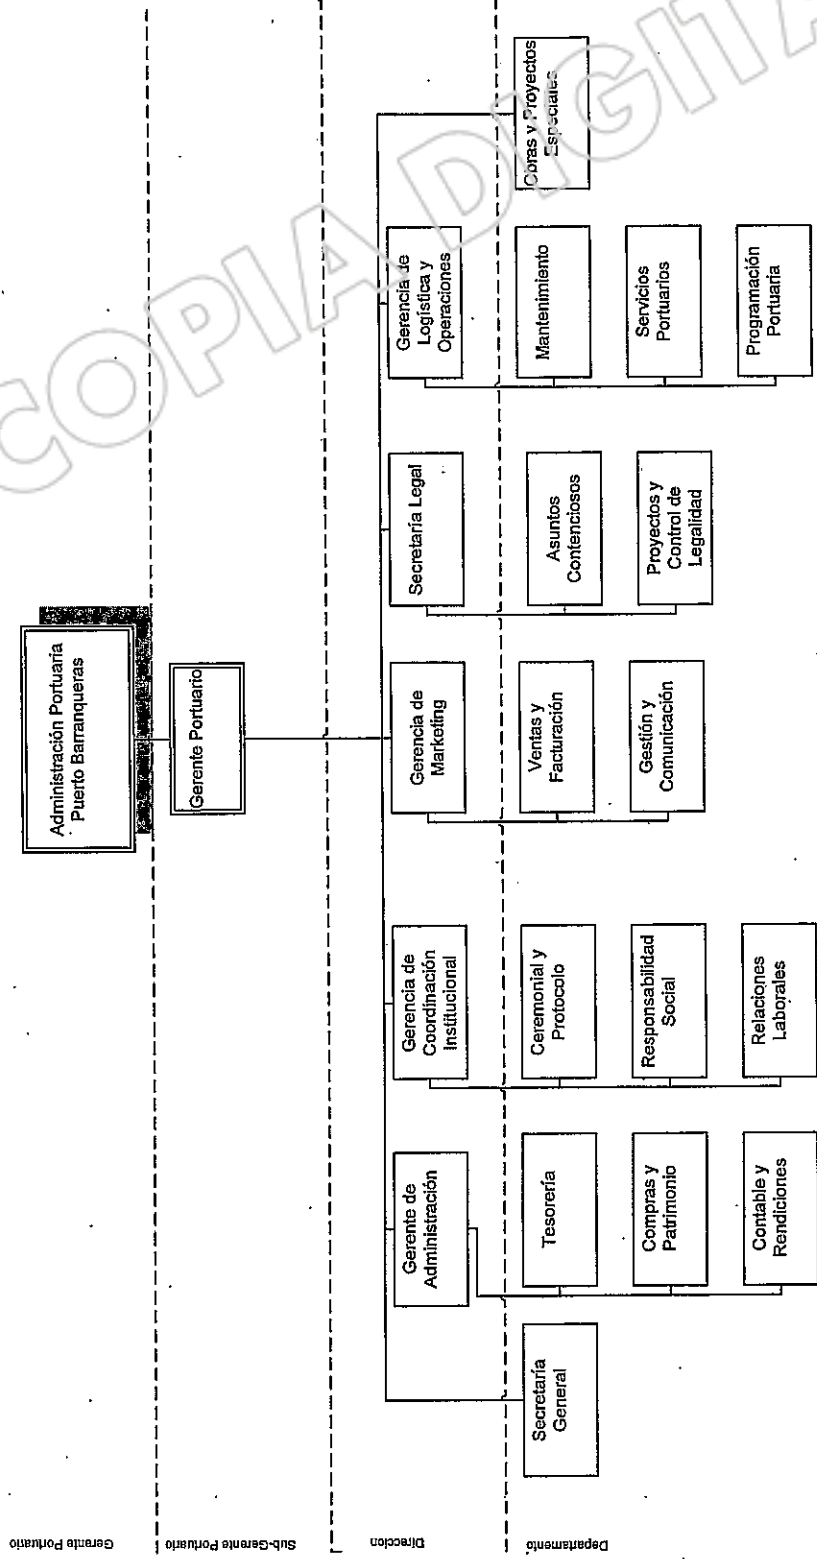 Administración Portuaria
Puerto Barranqueras
Gerente Portuario
Secretaría
General
Gerente de
Administración
Tesorería
Compras y
Patrimonio
Contable y
Rendiciones
Gerencia de
Coordinación
Institucional
Ceremonial y
Protocolo
Responsabilidad
Social
Relaciones
Laborales
Gerencia de
Marketing
Ventas y
Facturación
Gestión y
Comunicación
Secretaría Legal
Asuntos
Contenciosos
Proyectos y
Control de
Legalidad
Gerencia de
Logística y
Operaciones
Mantenimiento
Servicios
Portuarios
Programación
Portuaria
Obras y Proyectos
Especiales
Gerente Portuario
Sub-Gerente Portuario
Direccion
Departamento
COPIA DIGITA